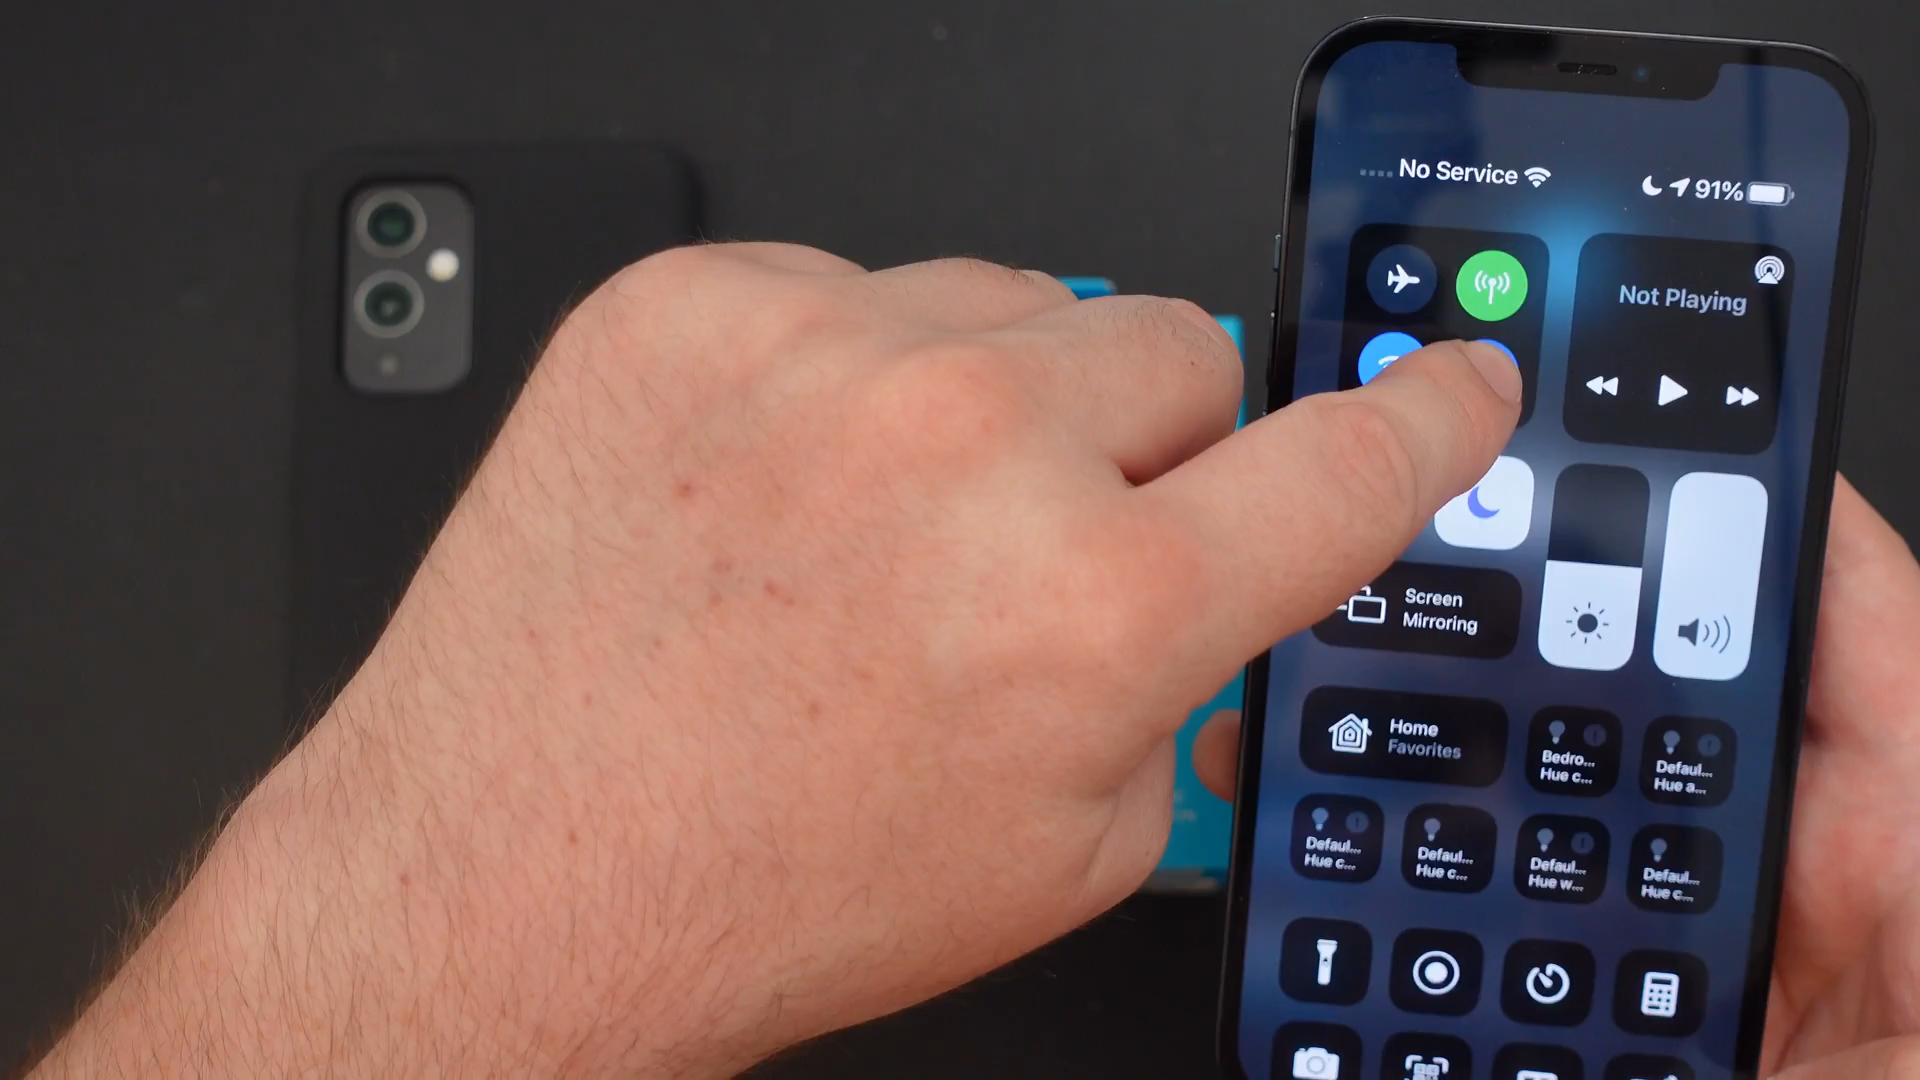 No Service
91%
Not Playing
Screen
Mirroring
Home
Favorites
Bedro...
Hue c...
Defaul...
Hue a...
Defaul...
Hue c...
Defaul...
Hue c...
Defaul...
Hue w...
Defaul...
Hue c...